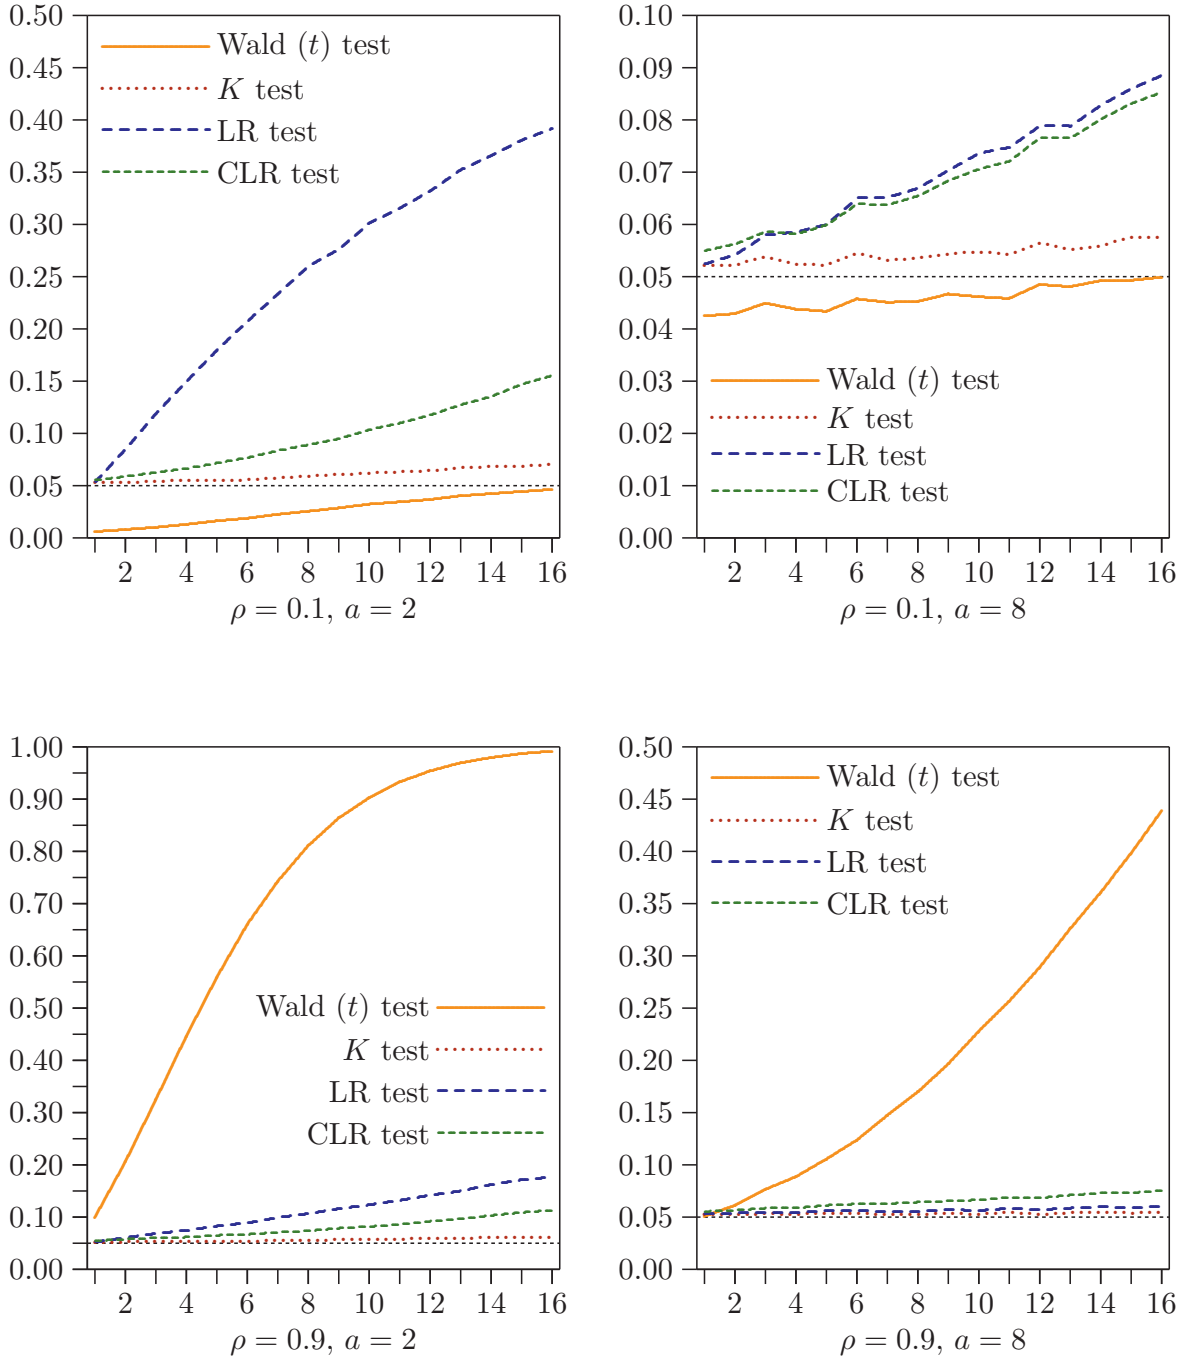 0.50
0.45
0.40
0.35
0.30
0.25
0.20
0.15
0.10
0.05
0.00
Wald (t) test
K test
LR test
CLR test
2 4 6 8 10 12 14 16
ρ = 0.1, a = 2
0.10
0.09
0.08
0.07
0.06
0.05
0.04
0.03
0.02
0.01
0.00
Wald (t) test
K test
LR test
CLR test
2 4 6 8 10 12 14 16
ρ = 0.1, a = 8
1.00
0.90
0.80
0.70
0.60
0.50
0.40
0.30
0.20
0.10
0.00
Wald (t) test
K test
LR test
CLR test
2 4 6 8 10 12 14 16
ρ = 0.9, a = 2
0.50
0.45
0.40
0.35
0.30
0.25
0.20
0.15
0.10
0.05
0.00
Wald (t) test
K test
LR test
CLR test
2 4 6 8 10 12 14 16
ρ = 0.9, a = 8